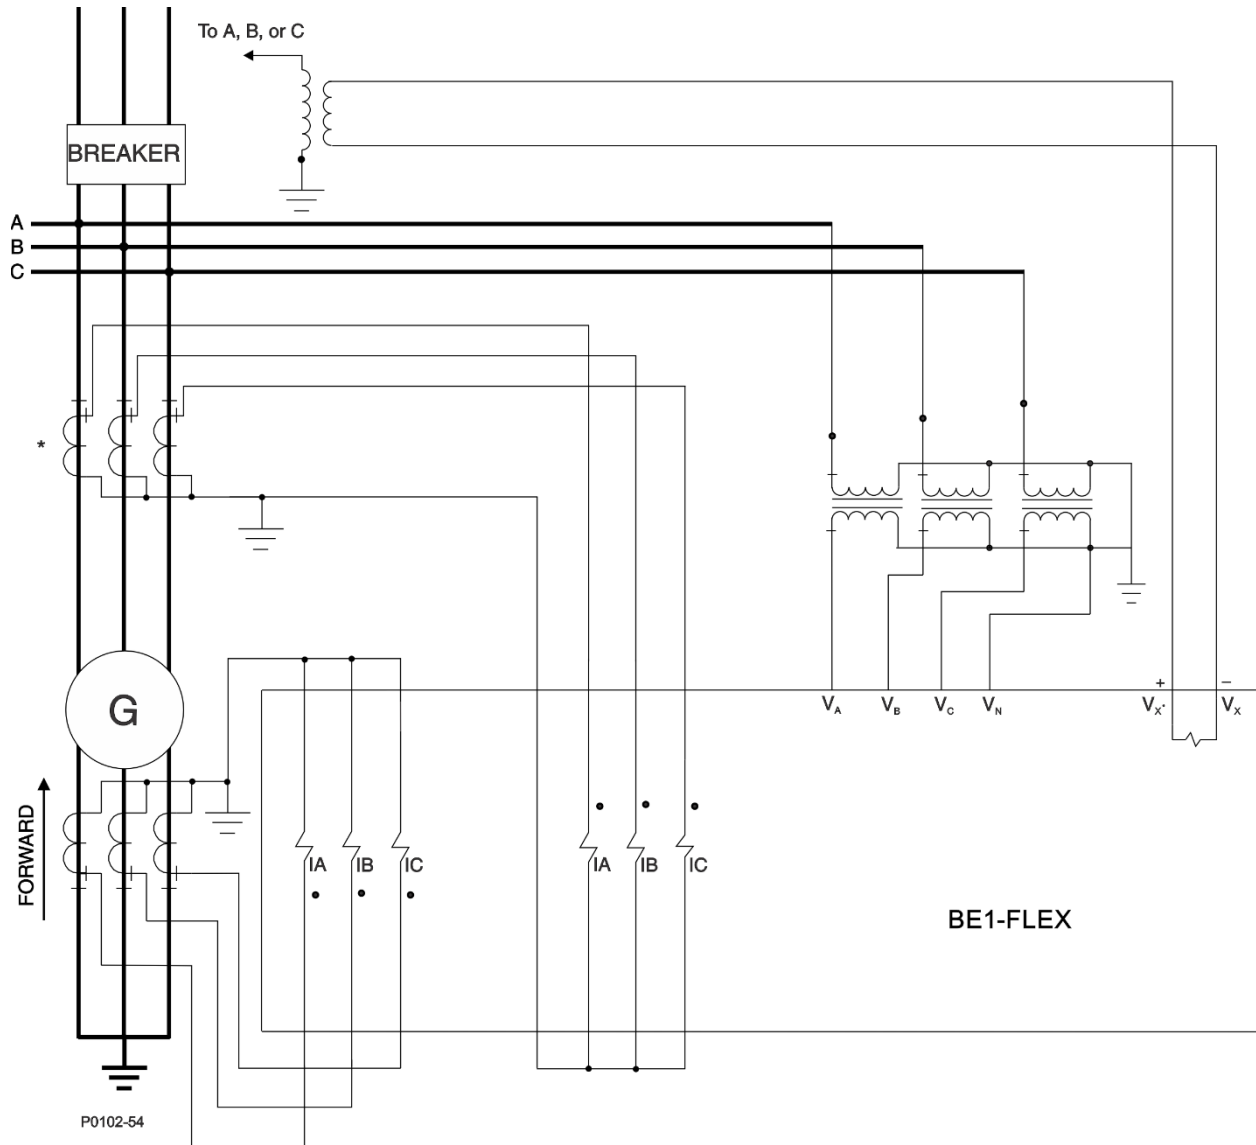 To A, B, or C
BREAKER
A
B
C
*
G
+ −
VA VB VC VN VX. VX
FORWARD
IA IB IC IA IB IC
BE1-FLEX
P0102-54